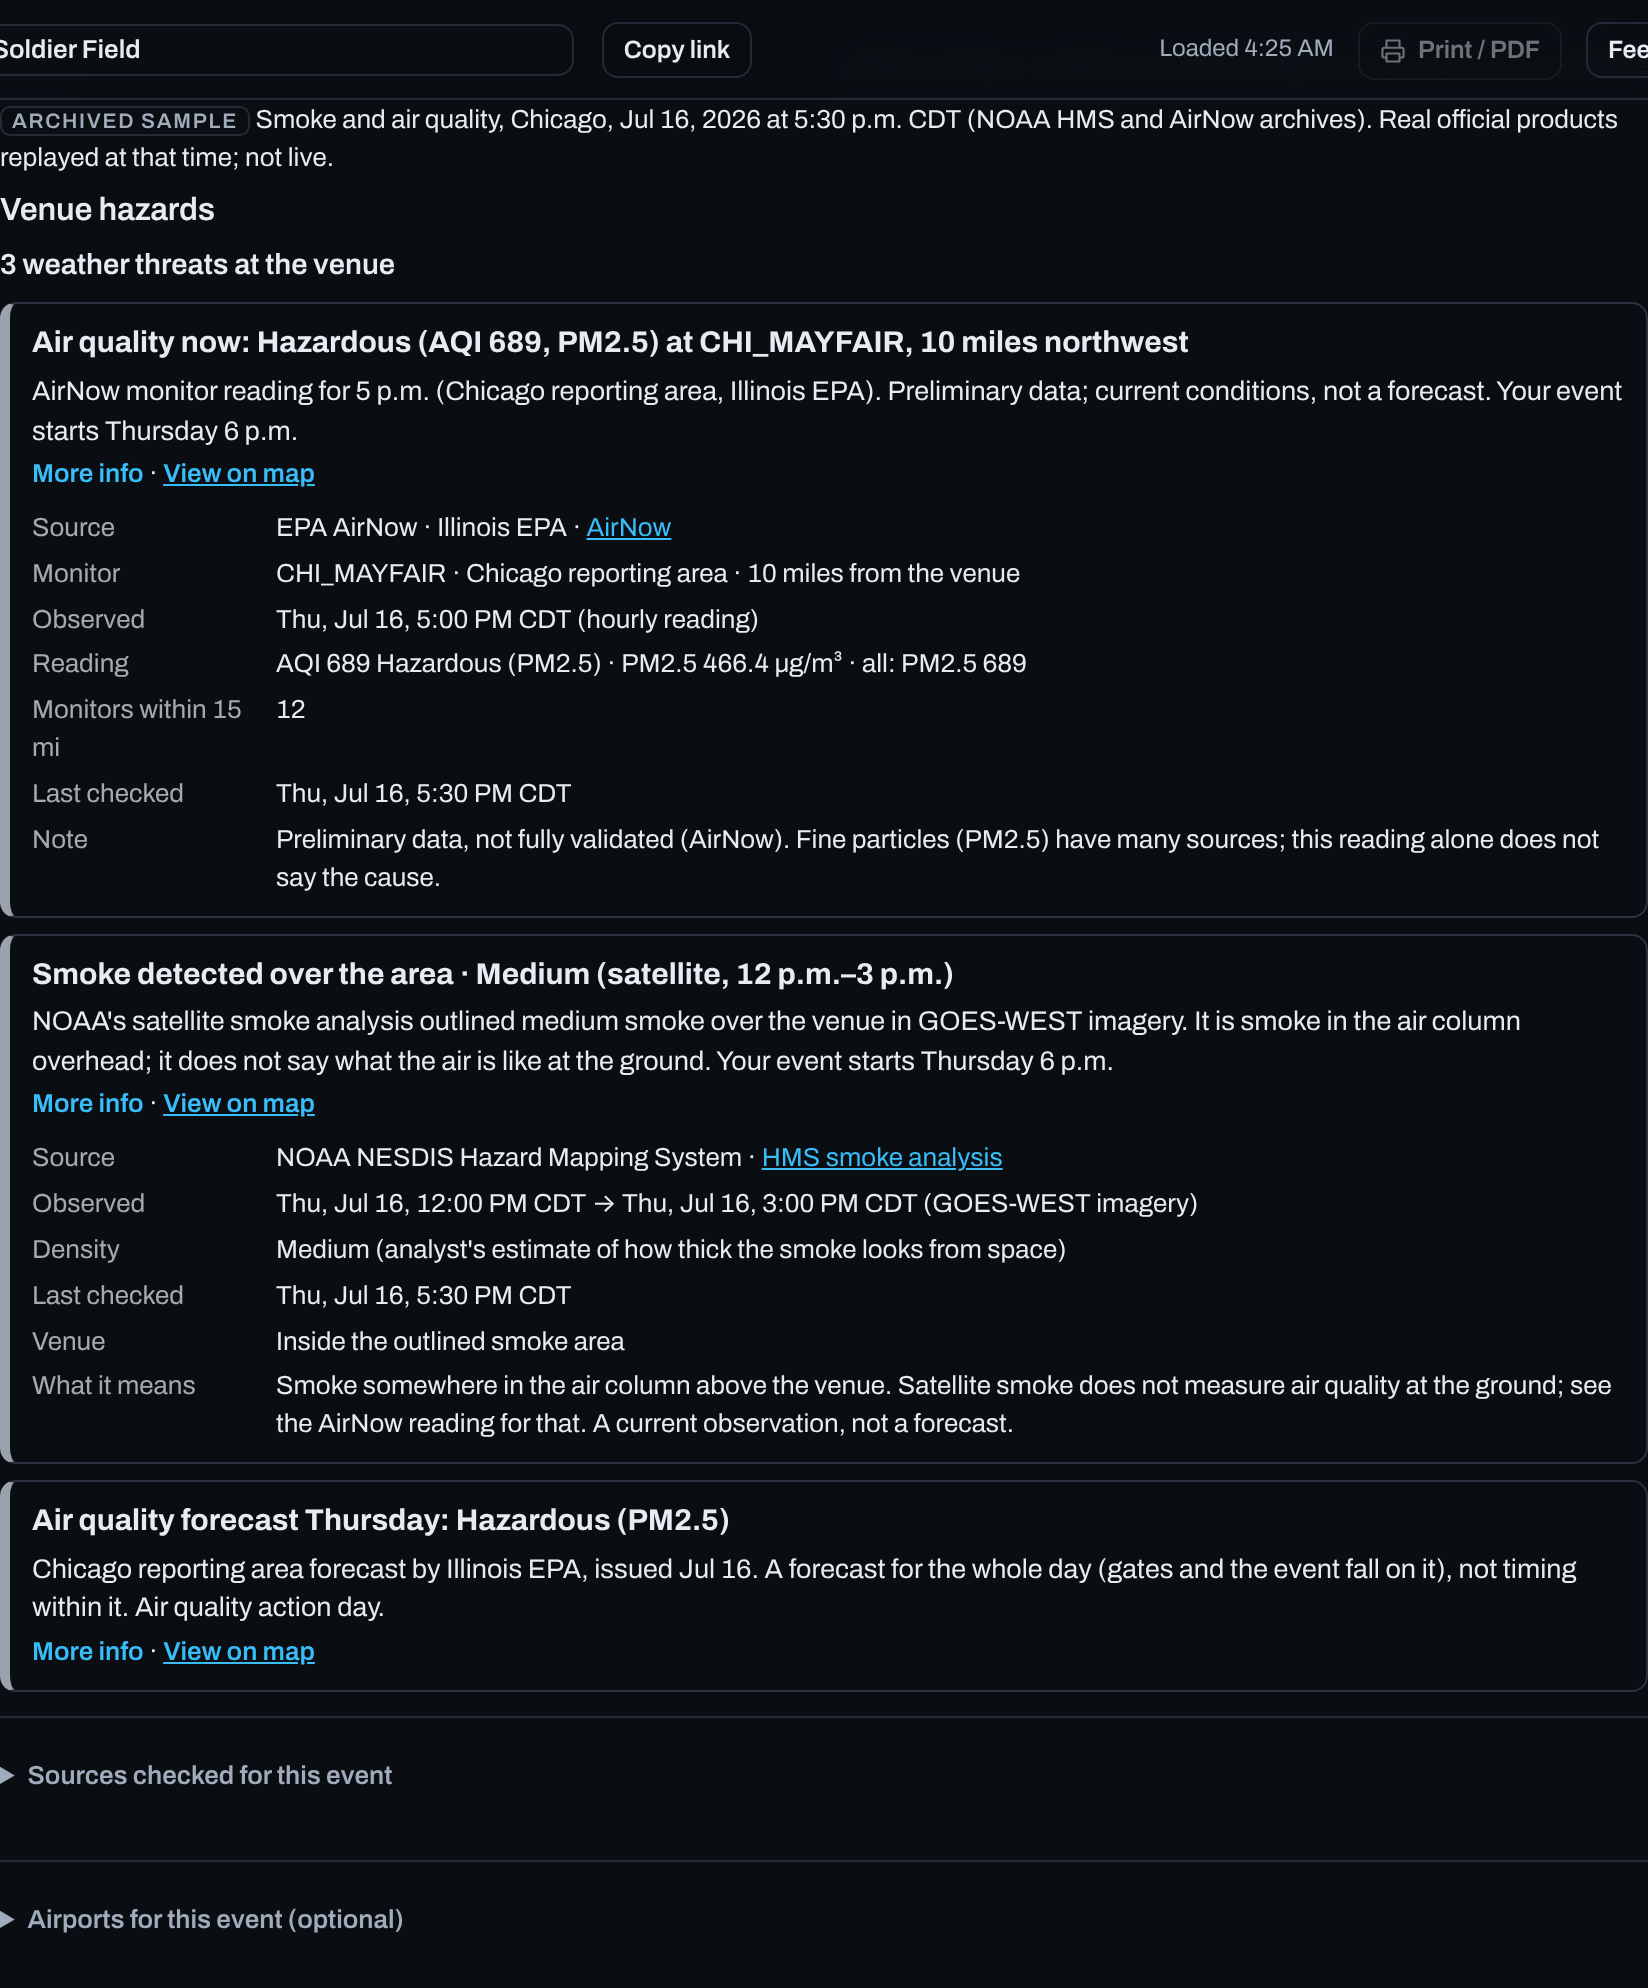 Soldier Field
Copy link
Loaded 4:25 AM
Print / PDF
ARCHIVED SAMPLE Smoke and air quality, Chicago, Jul 16, 2026 at 5:30 p.m. CDT (NOAA HMS and AirNow archives). Real official products
replayed at that time; not live.
Venue hazards
3 weather threats at the venue
Air quality now: Hazardous (AQI 689, PM2.5) at CHI_MAYFAIR, 10 miles northwest
AirNow monitor reading for 5 p.m. (Chicago reporting area, Illinois EPA). Preliminary data; current conditions, not a forecast. Your event
starts Thursday 6 p.m.
More info · View on map
Source EPA AirNow · Illinois EPA · AirNow
Monitor CHI_MAYFAIR · Chicago reporting area · 10 miles from the venue
Observed Thu, Jul 16, 5:00 PM CDT (hourly reading)
Reading AQI 689 Hazardous (PM2.5) · PM2.5 466.4 µg/m³ · all: PM2.5 689
Monitors within 15 12
mi
Last checked Thu, Jul 16, 5:30 PM CDT
Note Preliminary data, not fully validated (AirNow). Fine particles (PM2.5) have many sources; this reading alone does not
say the cause.
Smoke detected over the area · Medium (satellite, 12 p.m.–3 p.m.)
NOAA's satellite smoke analysis outlined medium smoke over the venue in GOES-WEST imagery. It is smoke in the air column
overhead; it does not say what the air is like at the ground. Your event starts Thursday 6 p.m.
More info · View on map
Source NOAA NESDIS Hazard Mapping System · HMS smoke analysis
Observed Thu, Jul 16, 12:00 PM CDT → Thu, Jul 16, 3:00 PM CDT (GOES-WEST imagery)
Density Medium (analyst's estimate of how thick the smoke looks from space)
Last checked Thu, Jul 16, 5:30 PM CDT
Venue Inside the outlined smoke area
What it means Smoke somewhere in the air column above the venue. Satellite smoke does not measure air quality at the ground; see
the AirNow reading for that. A current observation, not a forecast.
Air quality forecast Thursday: Hazardous (PM2.5)
Chicago reporting area forecast by Illinois EPA, issued Jul 16. A forecast for the whole day (gates and the event fall on it), not timing
within it. Air quality action day.
More info · View on map
Sources checked for this event
Airports for this event (optional)